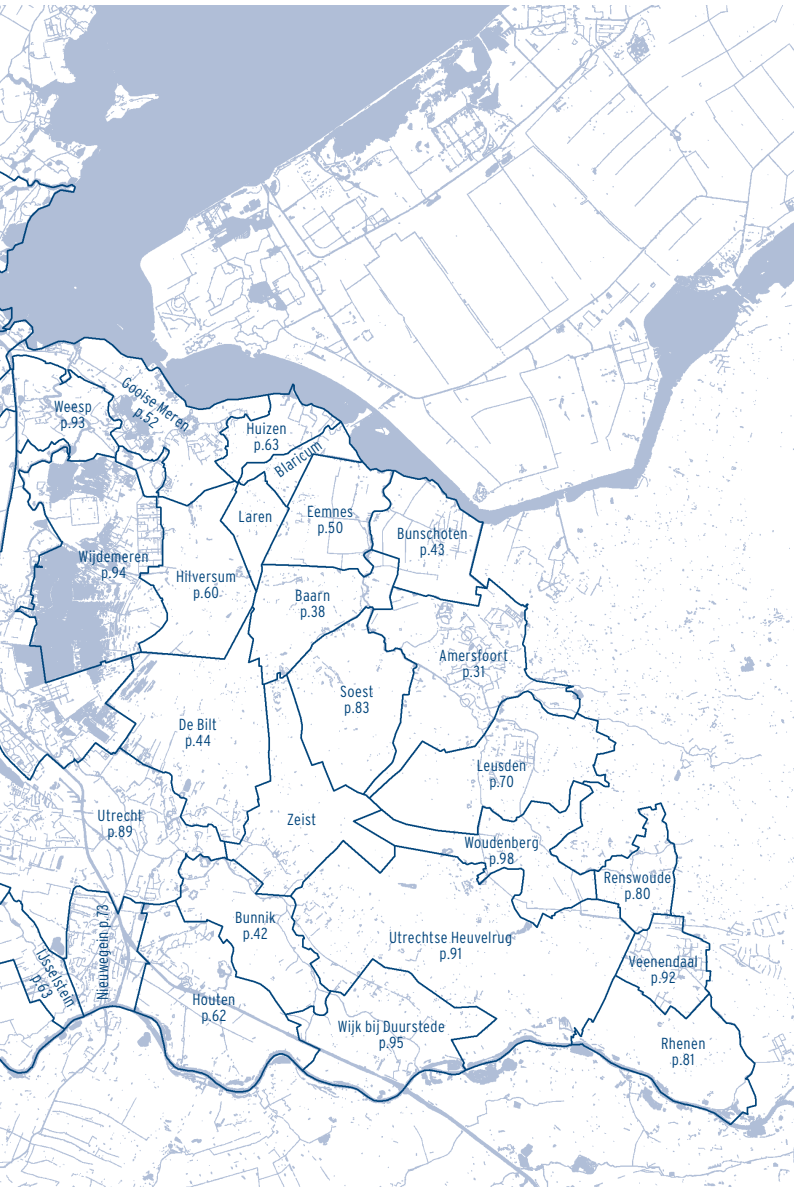 Gooise Meren
p.52
Weesp
p.93
Huizen
p.63
Blaricum
Laren
Eemnes
p.50
Bunschoten
p.43
Wijdemeren
p.94
Hilversum
p.60
Baarn
p.38
Amersfoort
p.31
Soest
p.83
De Bilt
p.44
Leusden
p.70
Utrecht
p.89
Zeist
Woudenberg
p.98
Renswoude
p.80
Bunnik
p.42
Utrechtse Heuvelrug
p.91
Nieuwegein p.73
IJsselstein
p.63
Veenendaal
p.92
Houten
p.62
Wijk bij Duurstede
p.95
Rhenen
p.81